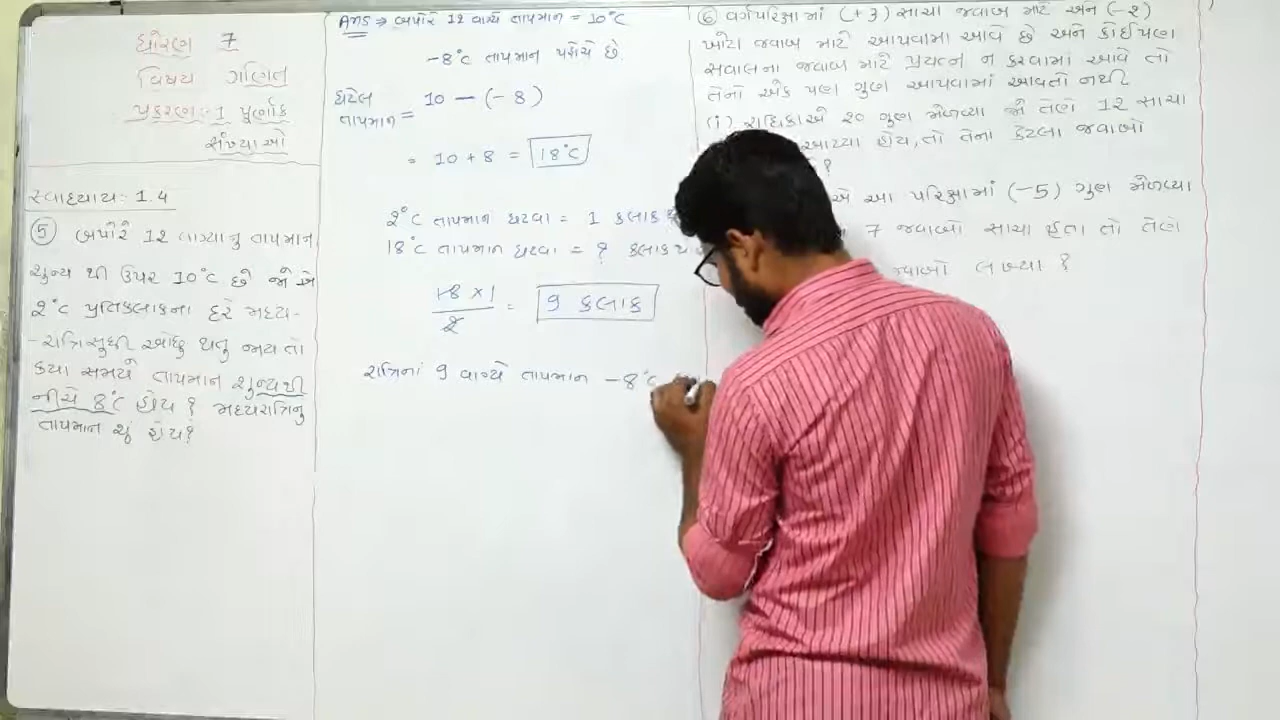 ધોરણ 7
વિષય ગણિત
પ્રકરણ:-1 પૂર્ણાંક
સંખ્યાઓ
સ્વાધ્યાય: 1.4
⑤ બપોરે 12 વાગ્યાનુ તાપમાન
શુન્ય થી ઉપર 10°C છે જો એ
2°C પ્રતિકલાકના દરે મધ્ય-
-રાત્રિસુધી ઓછુ થતુ જાય તો
કયા સમયે તાપમાન શુન્યથી
નીચે 8°C હોય ? મધ્યરાત્રિનુ
તાપમાન શું હોય?
Ans → બપોરે 12 વાગ્યે તાપમાન = 10°C
-8°C તાપમાન પહોચે છે.
ઘટેલ
તાપમાન =
10 — (-8)
= 10 + 8 = 18°C
2°C તાપમાન ઘટવા = 1 કલાક
18°C તાપમાન ઘટવા = ? કલાક
18 × 1
2
= 9 કલાક
રાત્રિનાં 9 વાગ્યે તાપમાન -8°C
⑥ વર્ગપરિક્ષામાં (+3) સાચા જવાબ માટે અને (-2)
ખોટા જવાબ માટે આપવામાં આવે છે અને કોઈપણ
સવાલના જવાબ માટે પ્રયત્ન ન કરવામાં આવે તો
તેનો એક પણ ગુણ આપવામાં આવતો નથી
(i) રાધિકાએ 20 ગુણ મેળવ્યા જો તેણે 12 સાચા
આપ્યા હોય, તો તેના કેટલા જવાબો
એ આ પરિક્ષામાં (-5) ગુણ મેળવ્યા
7 જવાબો સાચા હતા તો તેણે
જવાબો લખ્યા ?